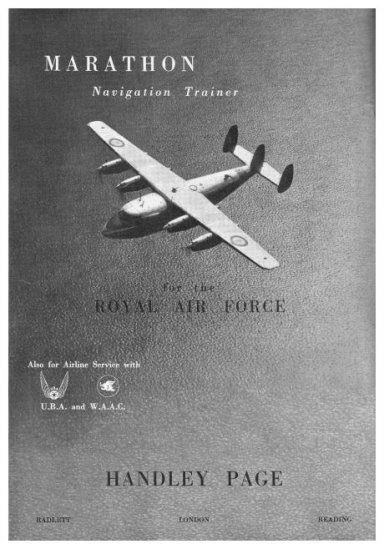 MARATHON
Navigation Trainer
for the
ROYAL AIR FORCE
Also for Airline Service with
U.B.A. and W.A.A.C.
HANDLEY PAGE
RADLETT LONDON READING